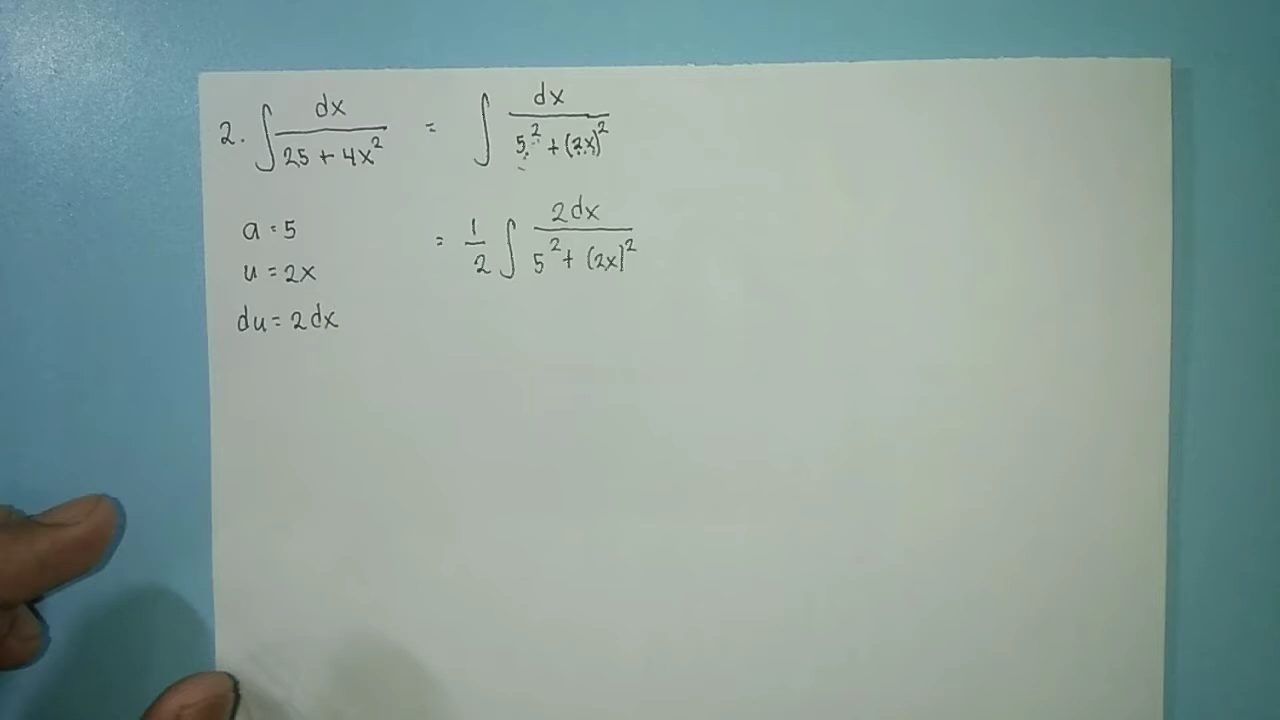 2. ∫ dx / (25 + 4x²) = ∫ dx / (5² + (2x)²)
a = 5
= 1/2 ∫ 2dx / (5² + (2x)²)
u = 2x
du = 2dx